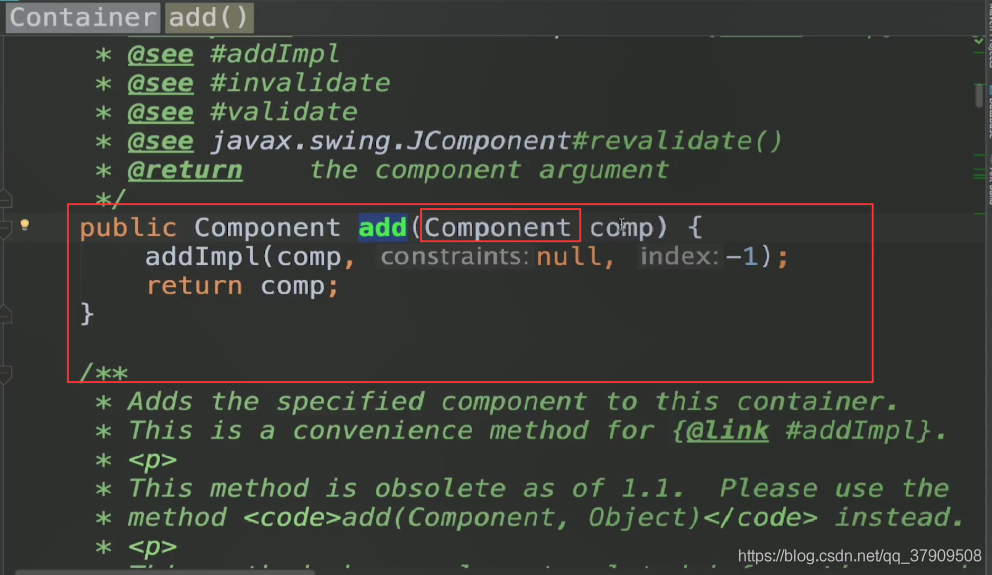 Container add()
* @see #addImpl
* @see #invalidate
* @see #validate
* @see javax.swing.JComponent#revalidate()
* @return    the component argument
*/
public Component add(Component comp) {
addImpl(comp, constraints: null, index: -1);
return comp;
}
/**
* Adds the specified component to this container.
* This is a convenience method for {@link #addImpl}.
* <p>
* This method is obsolete as of 1.1.  Please use the
* method <code>add(Component, Object)</code> instead.
* <p>
https://blog.csdn.net/qq_37909508